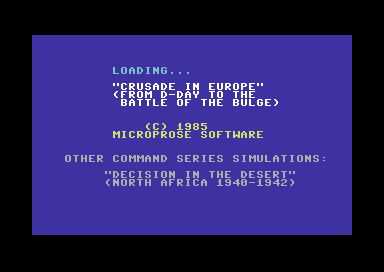 LOADING...
"CRUSADE IN EUROPE"
(FROM D-DAY TO THE
BATTLE OF THE BULGE)
(C) 1985
MICROPROSE SOFTWARE
OTHER COMMAND SERIES SIMULATIONS:
"DECISION IN THE DESERT"
(NORTH AFRICA 1940-1942)